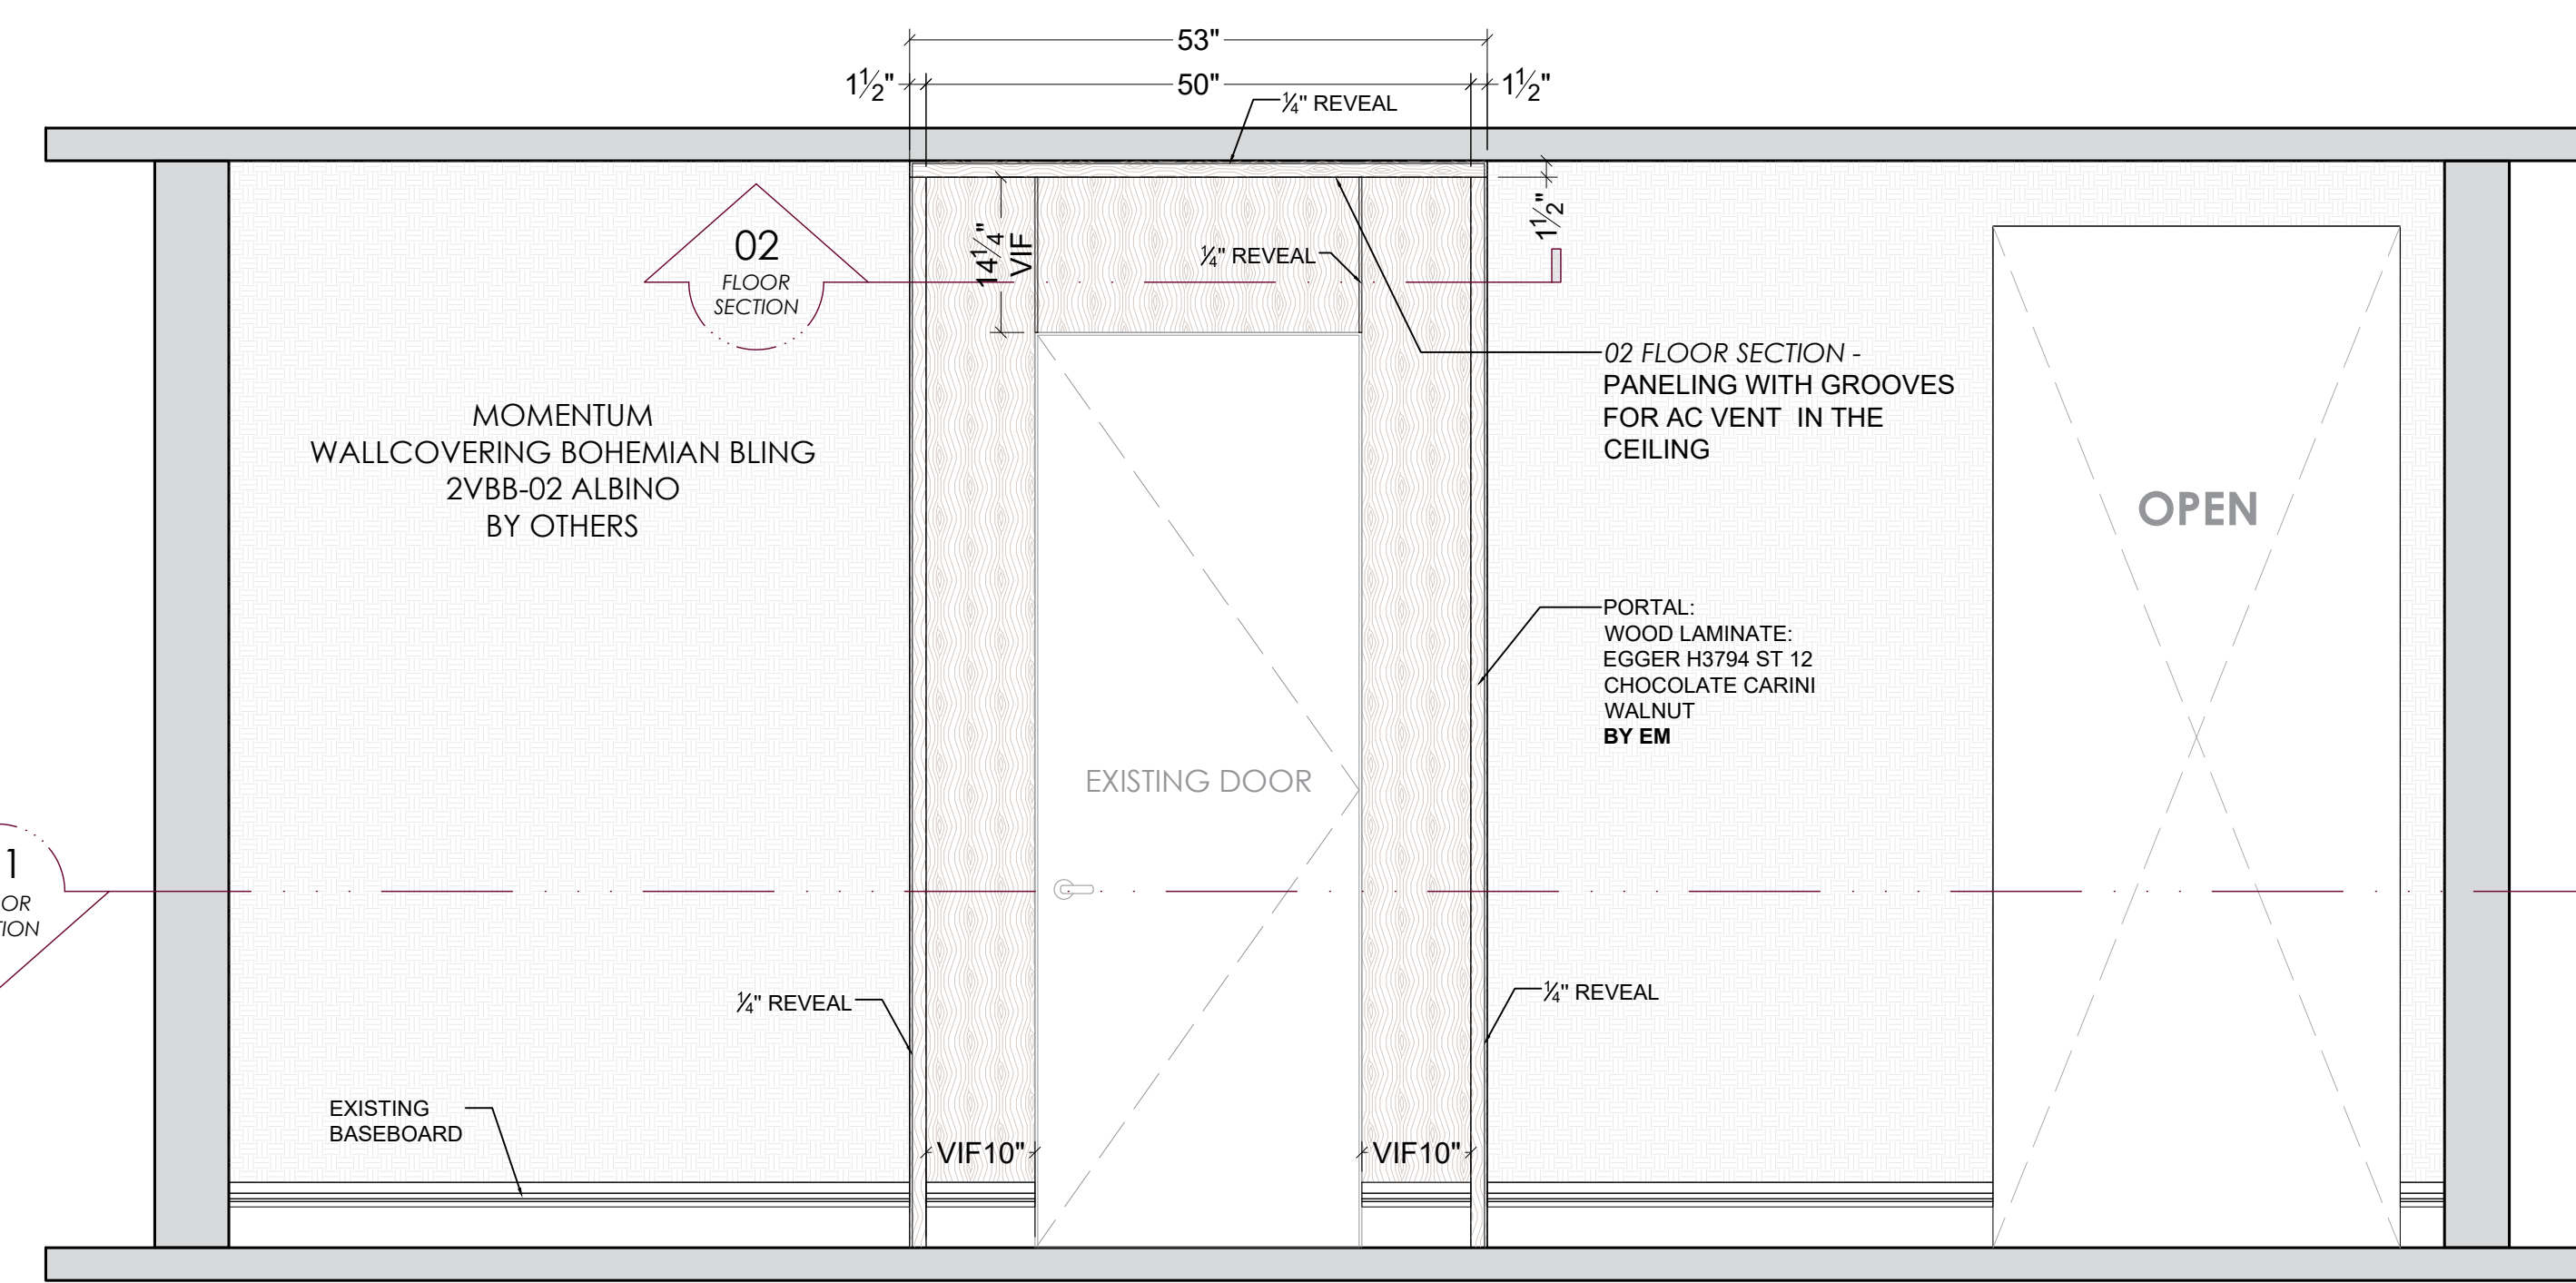 53"
1½" 50" 1½"
¼" REVEAL
02
FLOOR
SECTION
14¼"
VIF
¼" REVEAL
1½"
02 FLOOR SECTION -
PANELING WITH GROOVES
FOR AC VENT IN THE
CEILING
MOMENTUM
WALLCOVERING BOHEMIAN BLING
2VBB-02 ALBINO
BY OTHERS
OPEN
PORTAL:
WOOD LAMINATE:
EGGER H3794 ST 12
CHOCOLATE CARINI
WALNUT
BY EM
EXISTING DOOR
1
OR
TION
¼" REVEAL
¼" REVEAL
EXISTING
BASEBOARD
VIF10"
VIF10"